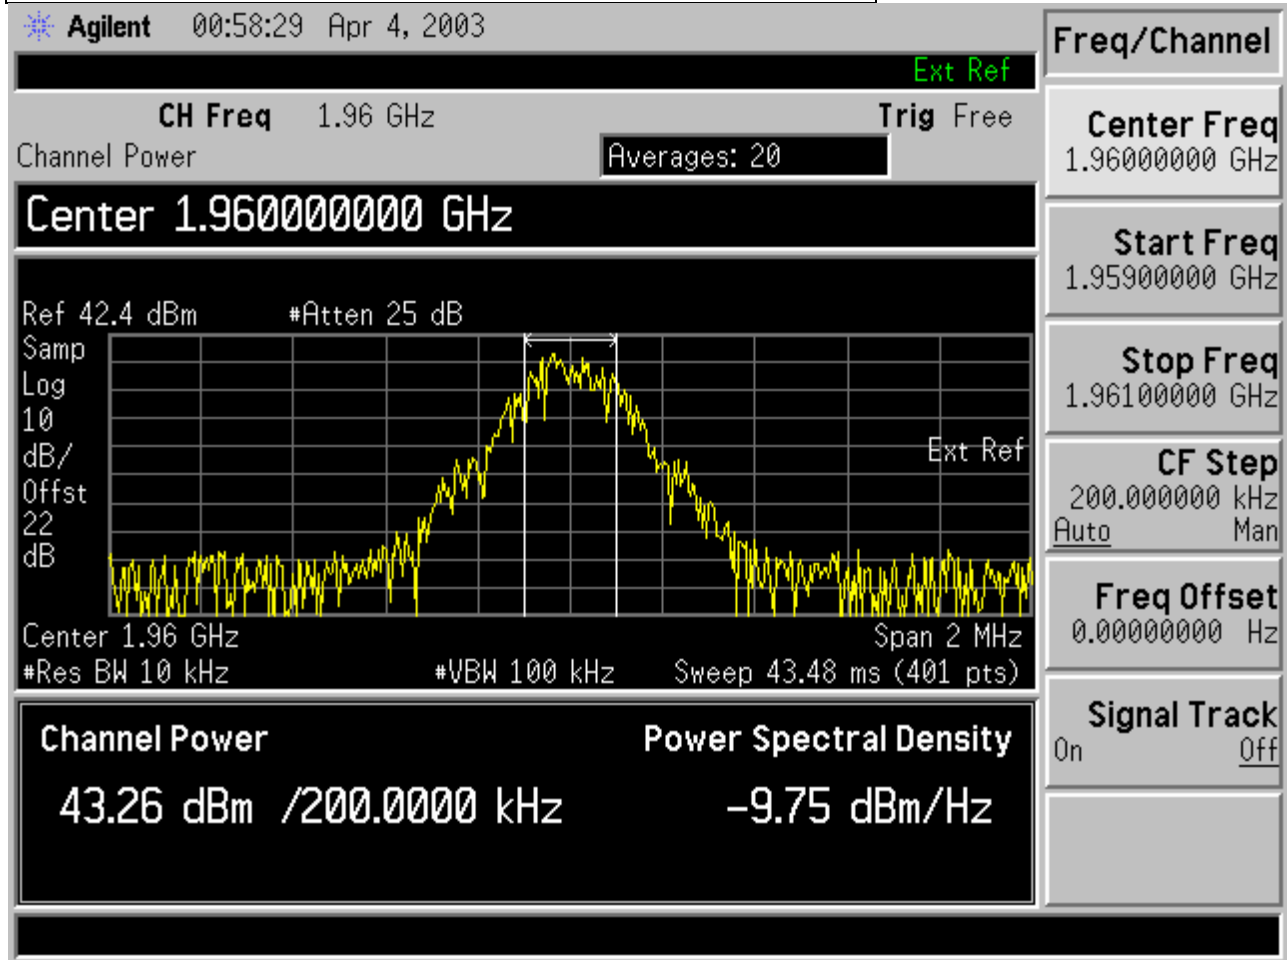 Agilent 00:58:29 Apr 4, 2003
Ext Ref
CH Freq 1.96 GHz Trig Free
Channel Power Averages: 20
Center 1.960000000 GHz
Ref 42.4 dBm #Atten 25 dB
Samp
Log
10
dB/
Offst
22
dB
Ext Ref
Center 1.96 GHz Span 2 MHz
#Res BW 10 kHz #VBW 100 kHz Sweep 43.48 ms (401 pts)
Channel Power Power Spectral Density
43.26 dBm /200.0000 kHz -9.75 dBm/Hz
Freq/Channel
Center Freq
1.96000000 GHz
Start Freq
1.95900000 GHz
Stop Freq
1.96100000 GHz
CF Step
200.000000 kHz
Auto Man
Freq Offset
0.00000000 Hz
Signal Track
On Off